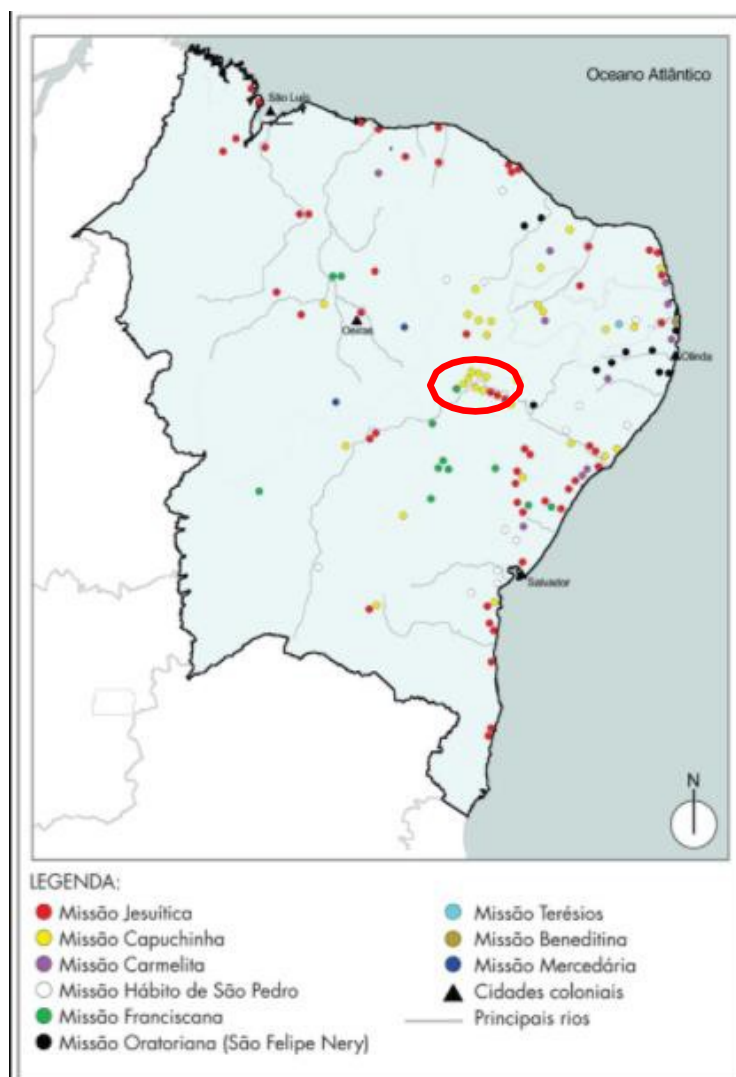 Oceano Atlântico
São Luís
Oeiras
Olinda
Salvador
N
LEGENDA:
Missão Jesuítica
Missão Capuchinha
Missão Carmelita
Missão Hábito de São Pedro
Missão Franciscana
Missão Oratoriana (São Felipe Nery)
Missão Terésios
Missão Beneditina
Missão Mercedária
Cidades coloniais
Principais rios